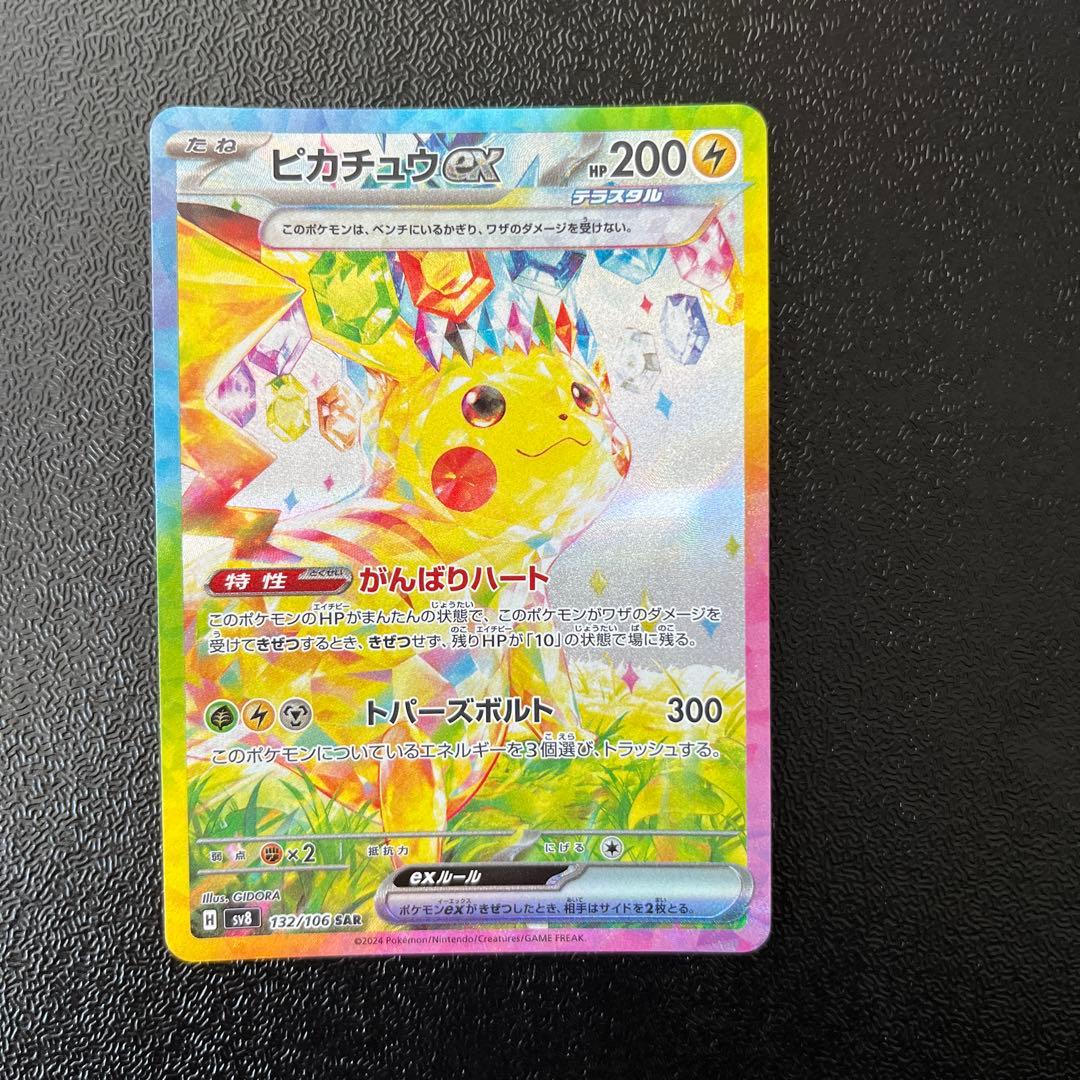 たね
ピカチュウex
HP200
テラスタル
このポケモンは、ベンチにいるかぎり、ワザのダメージを受けない。
特性 とくせい がんばりハート
このポケモンのHPがまんたんの状態で、このポケモンがワザのダメージを
受けてきぜつするとき、きぜつせず、残りHPが「10」の状態で場に残る。
トパーズボルト 300
このポケモンについているエネルギーを3個選び、トラッシュする。
弱点 ×2 抵抗力 にげる
exルール
ポケモンexがきぜつしたとき、相手はサイドを2枚とる。
Illus. GIDORA
H sv8 132/106 SAR
©2024 Pokémon/Nintendo/Creatures/GAME FREAK.